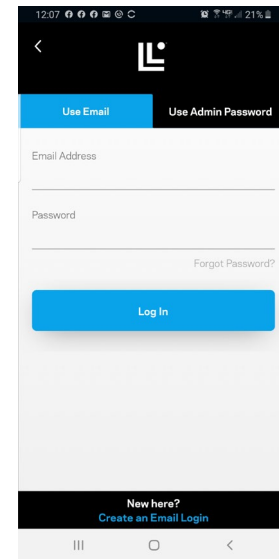 12:07 21%
Use Email Use Admin Password
Email Address
Password
Forgot Password?
Log In
New here?
Create an Email Login